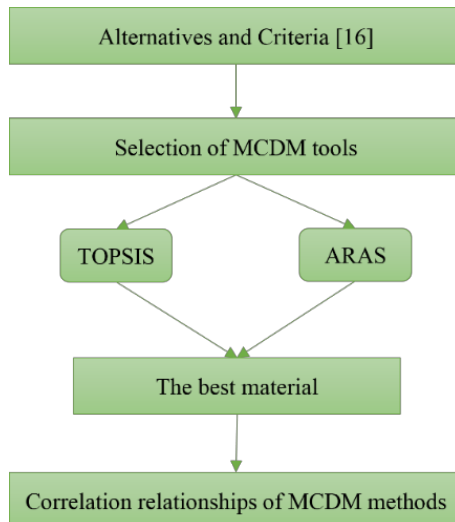 Alternatives and Criteria [16]
Selection of MCDM tools
TOPSIS
ARAS
The best material
Correlation relationships of MCDM methods